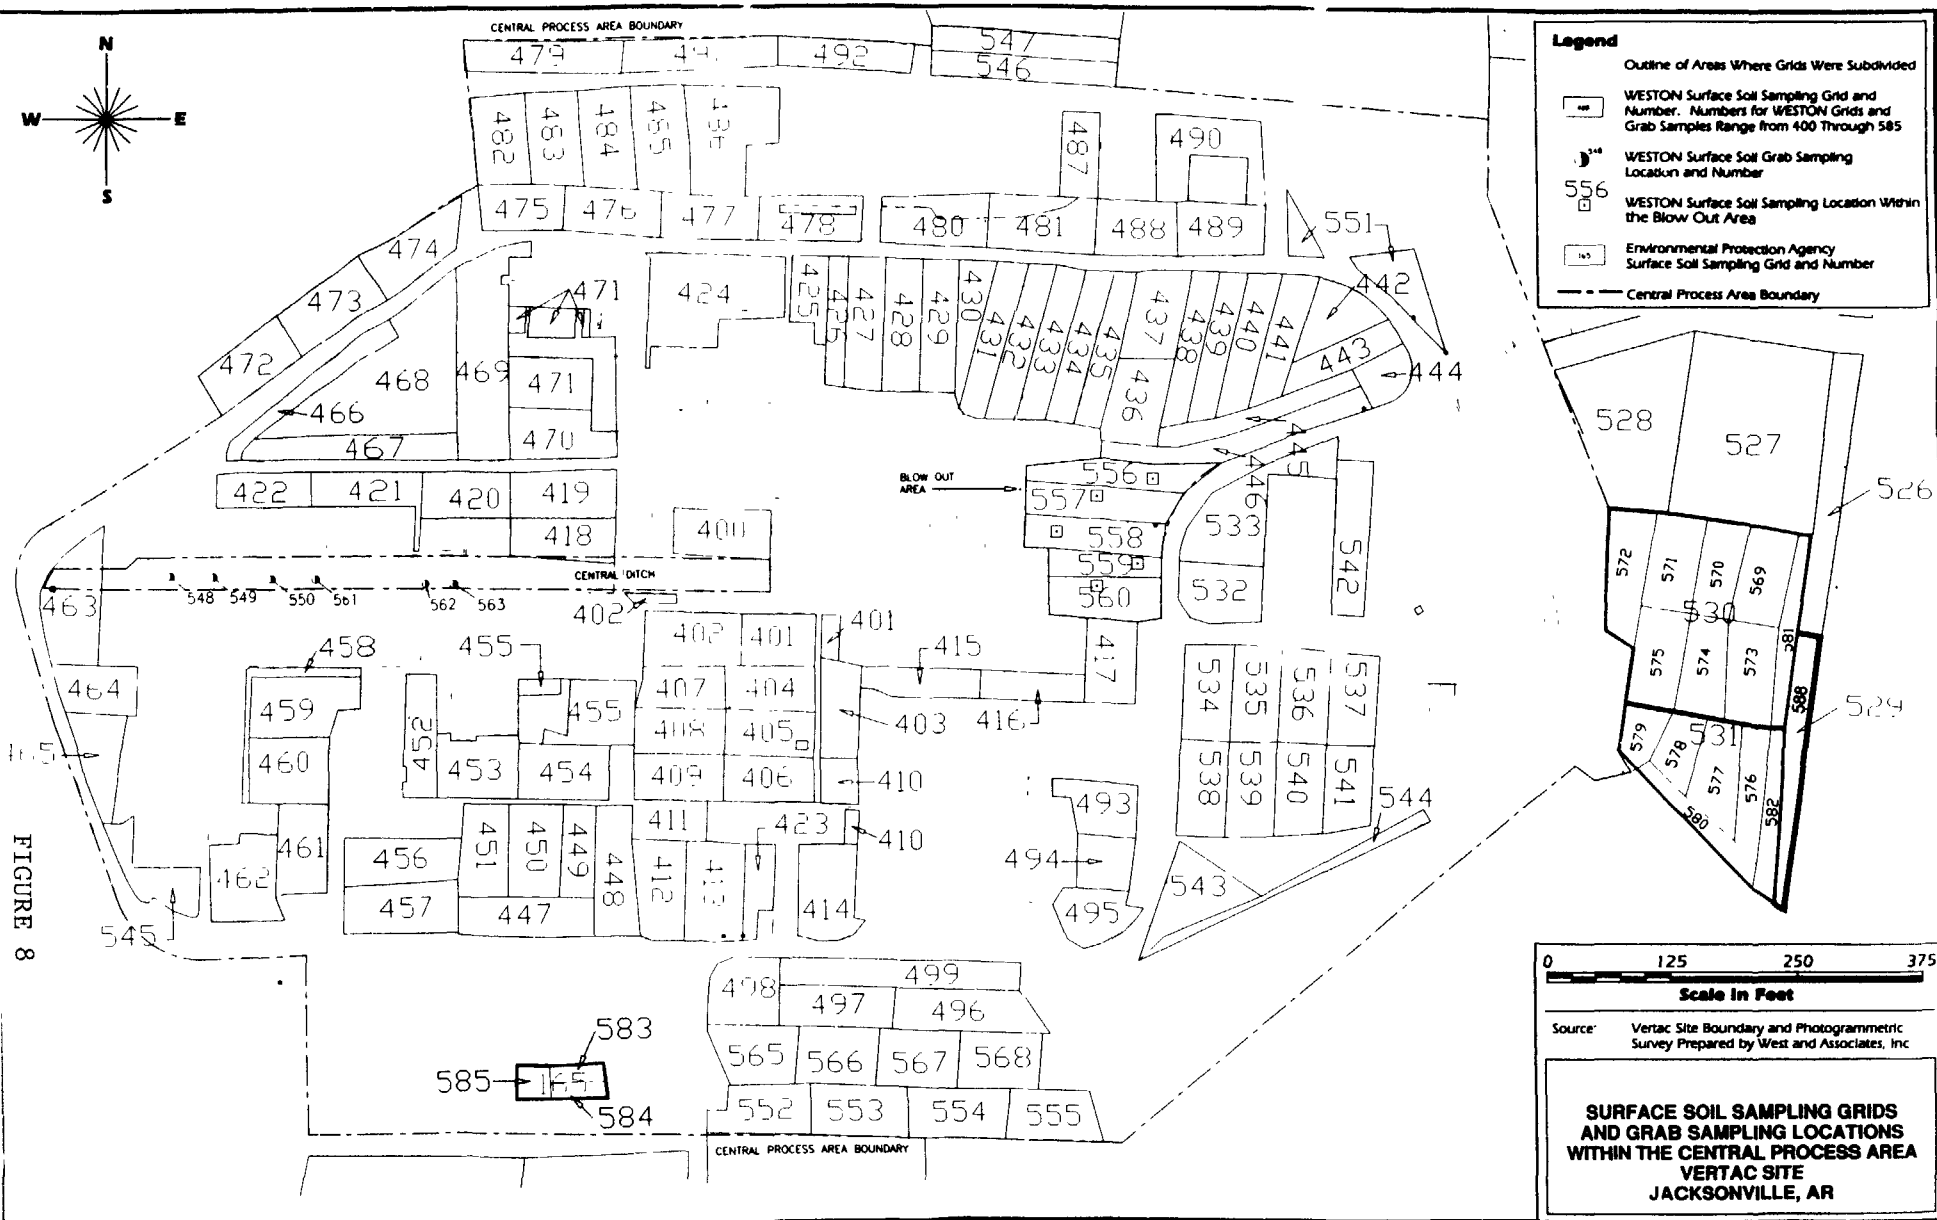 CENTRAL PROCESS AREA BOUNDARY
N
W E
S
479 492
547
546
482 483 484 485
487
490
475 476 477 478 480 481 488 489
551
474
473
472
471
424
425 427 428 429 430 431 432 433 434 435 437 438 439 440 441
442
443
444
436
445
446
468
469
471
466
467
470
422 421 420 419
418
400
BLOW OUT
AREA
556
557
558
559
560
533
532
542
CENTRAL DITCH
463
548 549 550 561 562 563
402
402 401
401
458
455
415
417
464
459
452
455
407 404
403
416
534 535 536 537
408 405
465
460
453 454
409 406
410
538 539 540 541
493
544
411
423
410
461
462
456
451 450 449 448
412 413
414
494
543
495
457
447
545
FIGURE 8
499
498
497
496
583
565 566 567 568
585
165
584
552 553 554 555
CENTRAL PROCESS AREA BOUNDARY
Legend
Outline of Areas Where Grids Were Subdivided
WESTON Surface Soil Sampling Grid and
Number. Numbers for WESTON Grids and
Grab Samples Range from 400 Through 585
548
WESTON Surface Soil Grab Sampling
Location and Number
556
WESTON Surface Soil Sampling Location Within
the Blow Out Area
165
Environmental Protection Agency
Surface Soil Sampling Grid and Number
Central Process Area Boundary
528
527
526
572 571 570 569
530
581
575 574 573
588
529
579 578 531
577 576 582
580
0 125 250 375
Scale in Feet
Source: Vertac Site Boundary and Photogrammetric
Survey Prepared by West and Associates, Inc
SURFACE SOIL SAMPLING GRIDS
AND GRAB SAMPLING LOCATIONS
WITHIN THE CENTRAL PROCESS AREA
VERTAC SITE
JACKSONVILLE, AR